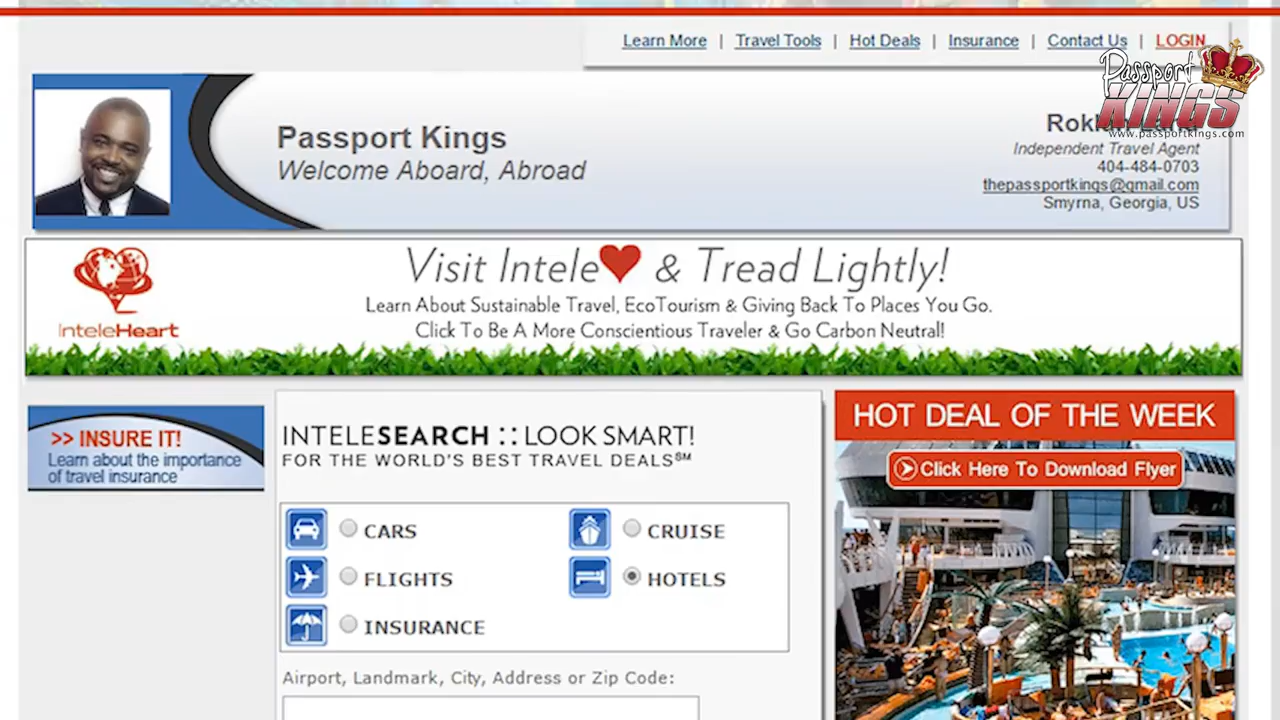 Learn More | Travel Tools | Hot Deals | Insurance | Contact Us | LOGIN
Passport
KINGS
www.passportkings.com
Passport Kings
Welcome Aboard, Abroad
Independent Travel Agent
404-484-0703
thepassportkings@gmail.com
Smyrna, Georgia, US
Visit Intele & Tread Lightly!
Learn About Sustainable Travel, EcoTourism & Giving Back To Places You Go.
Click To Be A More Conscientious Traveler & Go Carbon Neutral!
InteleHeart
>> INSURE IT!
Learn about the importance
of travel insurance
INTELESEARCH :: LOOK SMART!
FOR THE WORLD'S BEST TRAVEL DEALS℠
CARS
CRUISE
FLIGHTS
HOTELS
INSURANCE
Airport, Landmark, City, Address or Zip Code:
HOT DEAL OF THE WEEK
Click Here To Download Flyer